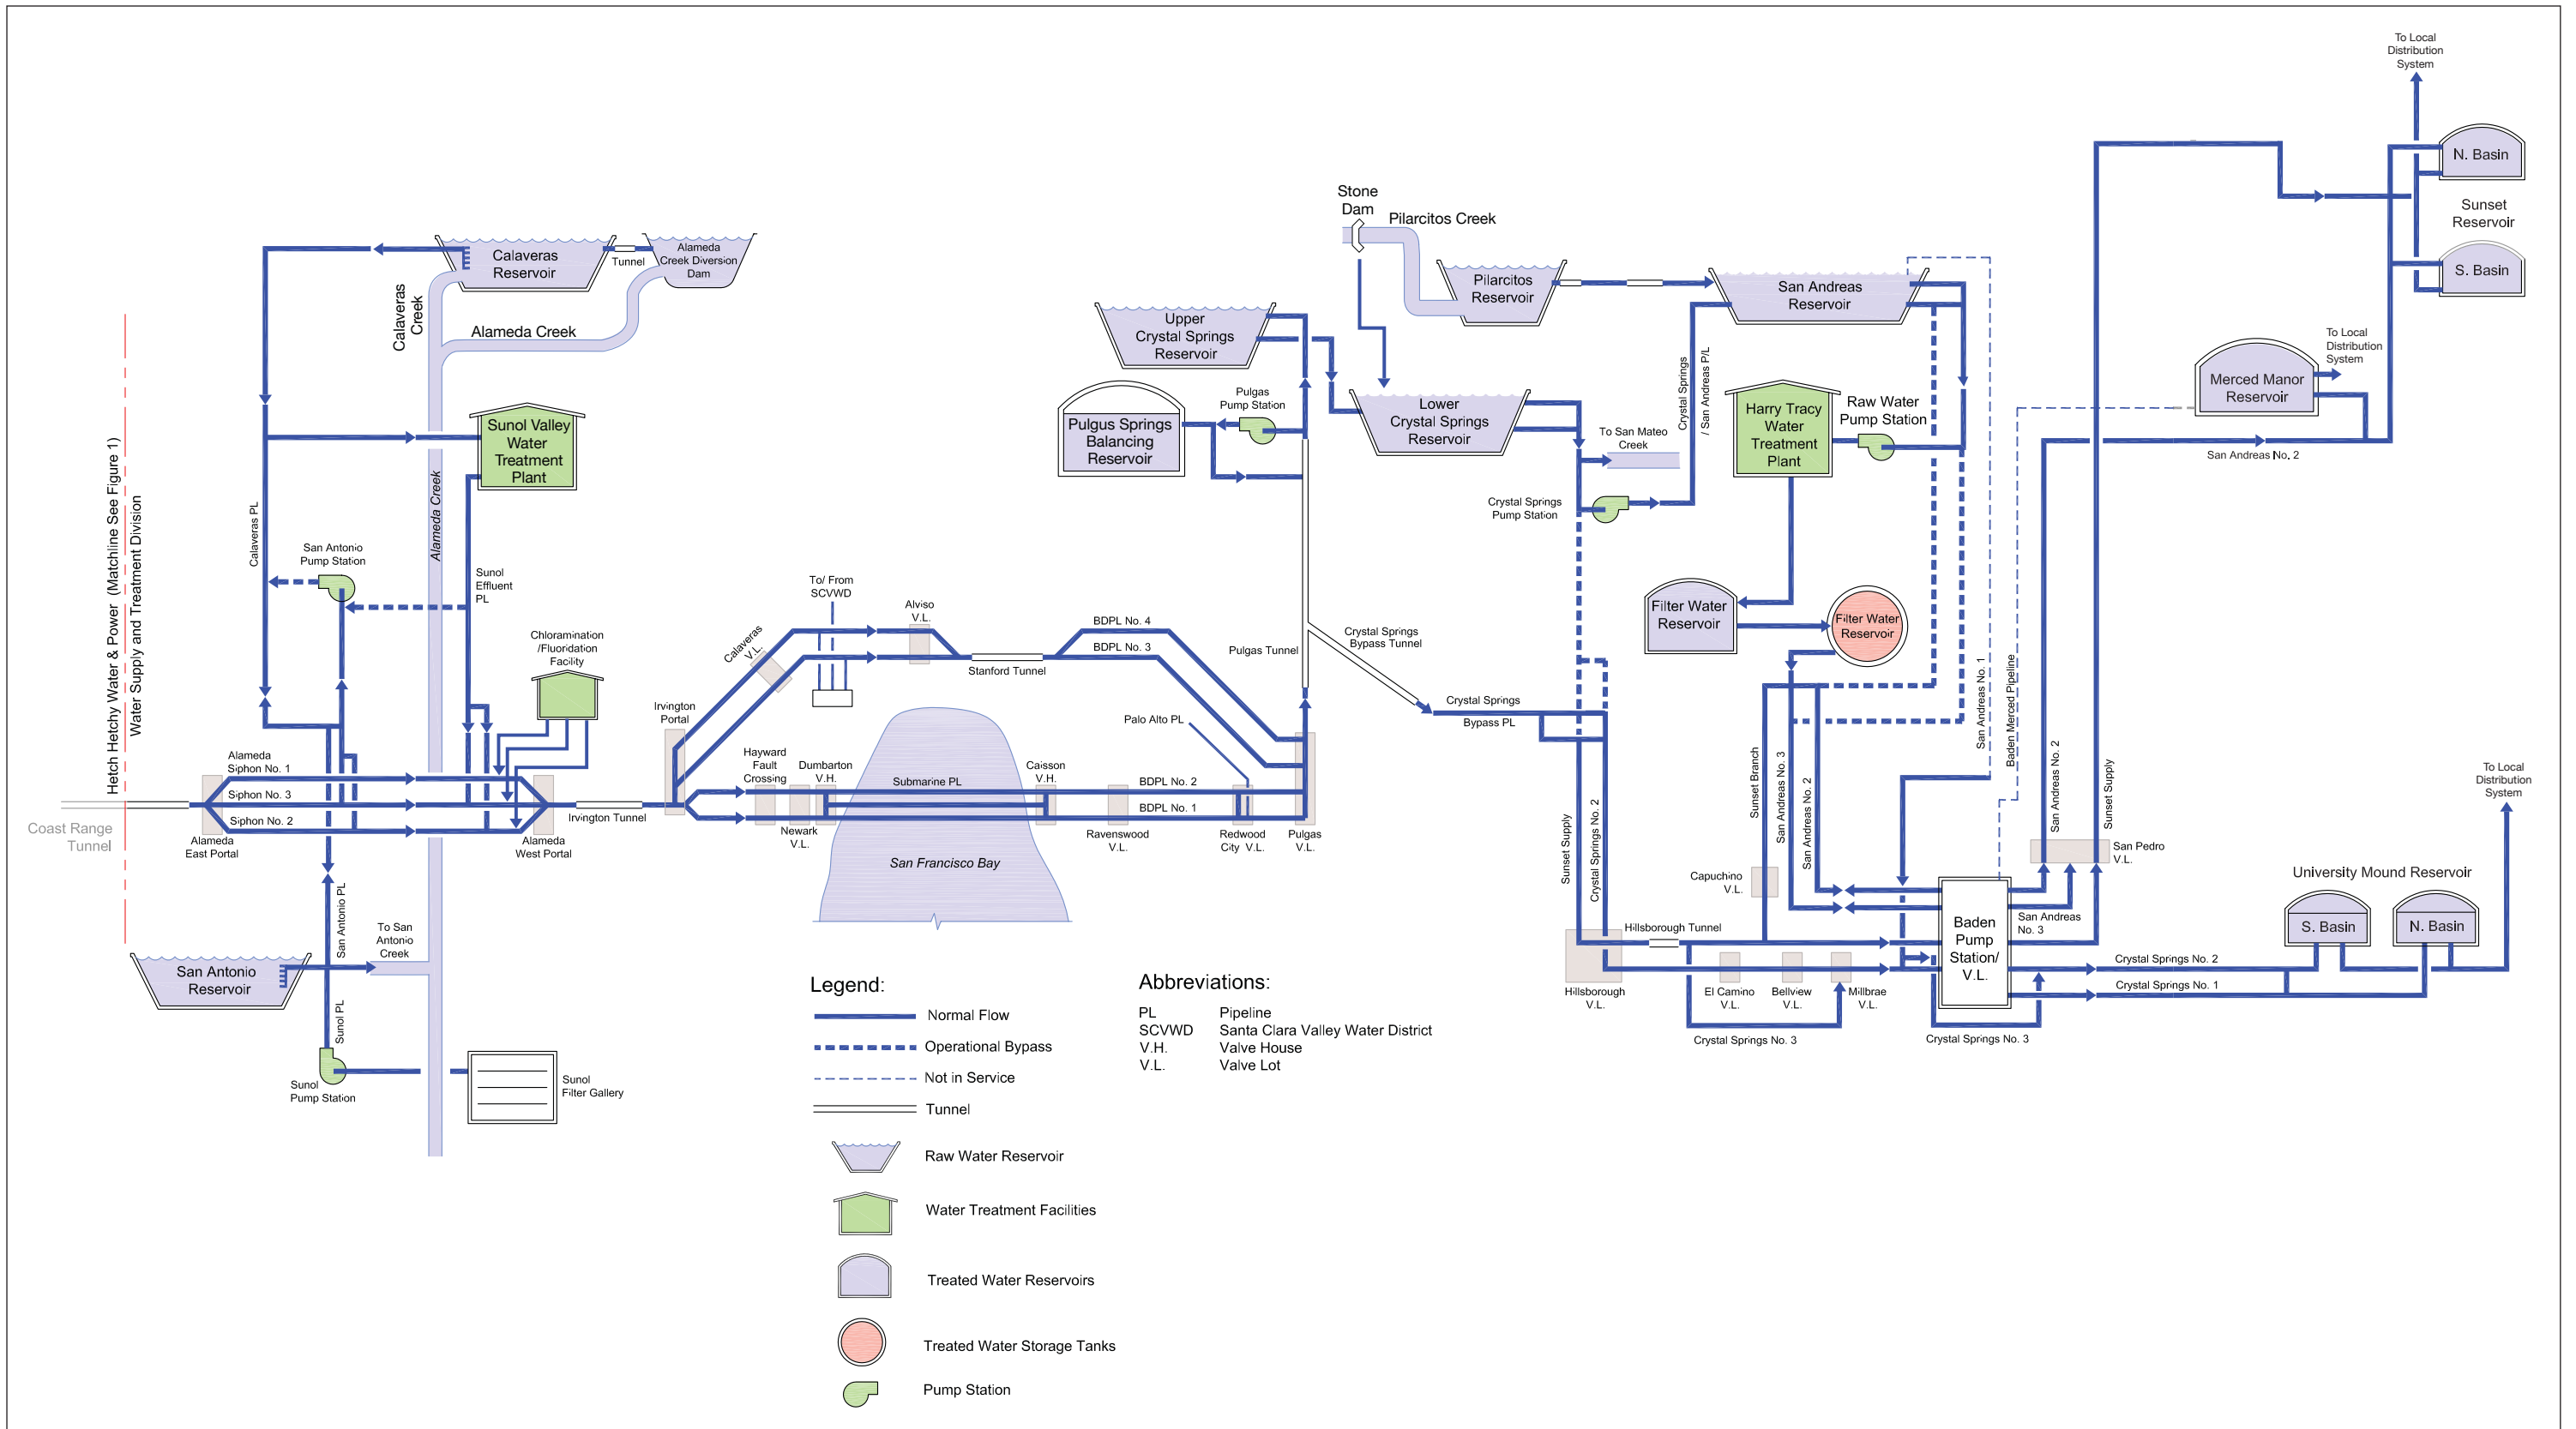 Hetch Hetchy Water & Power  (Matchline See Figure 1)
Water Supply and Treatment Division
Coast Range
Tunnel
Calaveras
Reservoir
Tunnel
Alameda
Creek Diversion
Dam
Calaveras
Creek
Alameda Creek
Sunol Valley
Water
Treatment
Plant
Calaveras PL
Alameda Creek
San Antonio
Pump Station
Sunol
Effluent
PL
Chloramination
/Fluoridation
Facility
Alameda
Siphon No. 1
Siphon No. 3
Siphon No. 2
Alameda
East Portal
Alameda
West Portal
Irvington Tunnel
San Antonio PL
To San
Antonio
Creek
San Antonio
Reservoir
Sunol PL
Sunol
Pump Station
Sunol
Filter Gallery
Irvington
Portal
Calaveras
V.L.
To/ From
SCVWD
Alviso
V.L.
Stanford Tunnel
BDPL No. 4
BDPL No. 3
Palo Alto PL
Hayward
Fault
Crossing
Newark
V.L.
Dumbarton
V.H.
Submarine PL
Caisson
V.H.
BDPL No. 2
BDPL No. 1
Ravenswood
V.L.
Redwood
City  V.L.
Pulgas
V.L.
San Francisco Bay
Upper
Crystal Springs
Reservoir
Pulgus Springs
Balancing
Reservoir
Pulgas
Pump Station
Pulgas Tunnel
Crystal Springs
Bypass Tunnel
Crystal Springs
Bypass PL
Stone
Dam
Pilarcitos Creek
Pilarcitos
Reservoir
Lower
Crystal Springs
Reservoir
To San Mateo
Creek
Crystal Springs
Pump Station
Crystal Springs
/ San Andreas P/L
San Andreas
Reservoir
Harry Tracy
Water
Treatment
Plant
Raw Water
Pump Station
Filter Water
Reservoir
Filter Water
Reservoir
Sunset Supply
Crystal Springs No. 2
Sunset Branch
San Andreas No. 3
San Andreas No. 2
San Andreas No. 1
Baden Merced Pipeline
San Andreas No. 2
Sunset Supply
Capuchino
V.L.
Hillsborough Tunnel
Hillsborough
V.L.
El Camino
V.L.
Bellview
V.L.
Millbrae
V.L.
Crystal Springs No. 3
Baden
Pump
Station/
V.L.
San Andreas
No. 3
San Pedro
V.L.
Crystal Springs No. 2
Crystal Springs No. 1
Crystal Springs No. 3
University Mound Reservoir
S. Basin
N. Basin
To Local
Distribution
System
Merced Manor
Reservoir
To Local
Distribution
System
San Andreas No. 2
To Local
Distribution
System
N. Basin
Sunset
Reservoir
S. Basin
Legend:
Normal Flow
Operational Bypass
Not in Service
Tunnel
Raw Water Reservoir
Water Treatment Facilities
Treated Water Reservoirs
Treated Water Storage Tanks
Pump Station
Abbreviations:
PL Pipeline
SCVWD Santa Clara Valley Water District
V.H. Valve House
V.L. Valve Lot